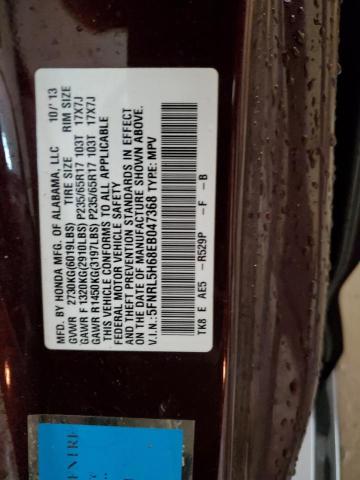 MFD. BY HONDA MFG. OF ALABAMA, LLC 10/'13
TIRE SIZE RIM SIZE
GVWR 2730KG(6019LBS)
GAWR F 1320KG(2910LBS) P235/65R17 103T 17X7J
GAWR R1450KG(3197LBS) P235/65R17 103T 17X7J
THIS VEHICLE CONFORMS TO ALL APPLICABLE
FEDERAL MOTOR VEHICLE SAFETY
AND THEFT PREVENTION STANDARDS IN EFFECT
ON THE DATE OF MANUFACTURE SHOWN ABOVE.
V.I.N.: 5FNRL5H68EB047368 TYPE: MPV
TK8 E AE5 -R529P -F -B